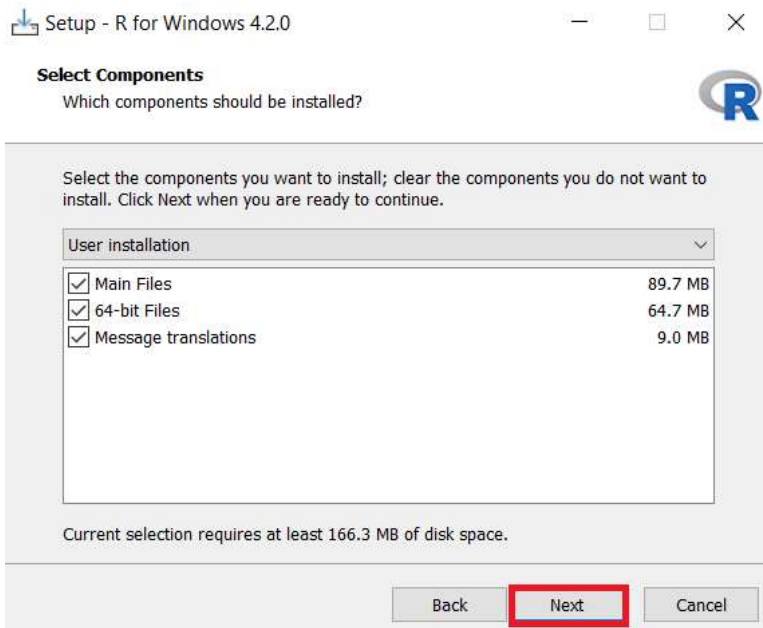 Setup - R for Windows 4.2.0
Select Components
Which components should be installed?
R
Select the components you want to install; clear the components you do not want to
install. Click Next when you are ready to continue.
User installation
Main Files 89.7 MB
64-bit Files 64.7 MB
Message translations 9.0 MB
Current selection requires at least 166.3 MB of disk space.
Back Next Cancel